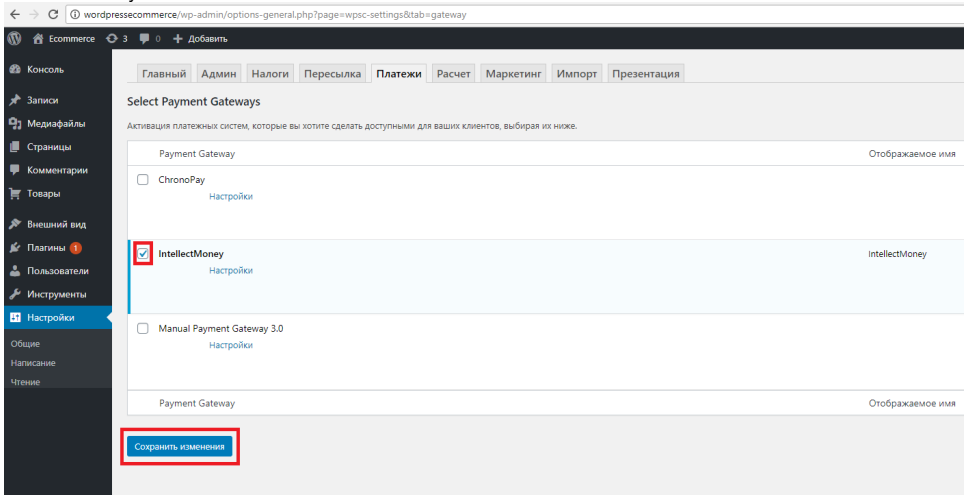 wordpressecommerce/wp-admin/options-general.php?page=wpsc-settings&tab=gateway
Ecommerce 3 0 + Добавить
Консоль
Записи
Медиафайлы
Страницы
Комментарии
Товары
Внешний вид
Плагины 1
Пользователи
Инструменты
Настройки
Общие
Написание
Чтение
Главный Админ Налоги Пересылка Платежи Расчет Маркетинг Импорт Презентация
Select Payment Gateways
Активация платежных систем, которые вы хотите сделать доступными для ваших клиентов, выбирая их ниже.
Payment Gateway Отображаемое имя
ChronoPay
Настройки
IntellectMoney IntellectMoney
Настройки
Manual Payment Gateway 3.0
Настройки
Payment Gateway Отображаемое имя
Сохранить изменения